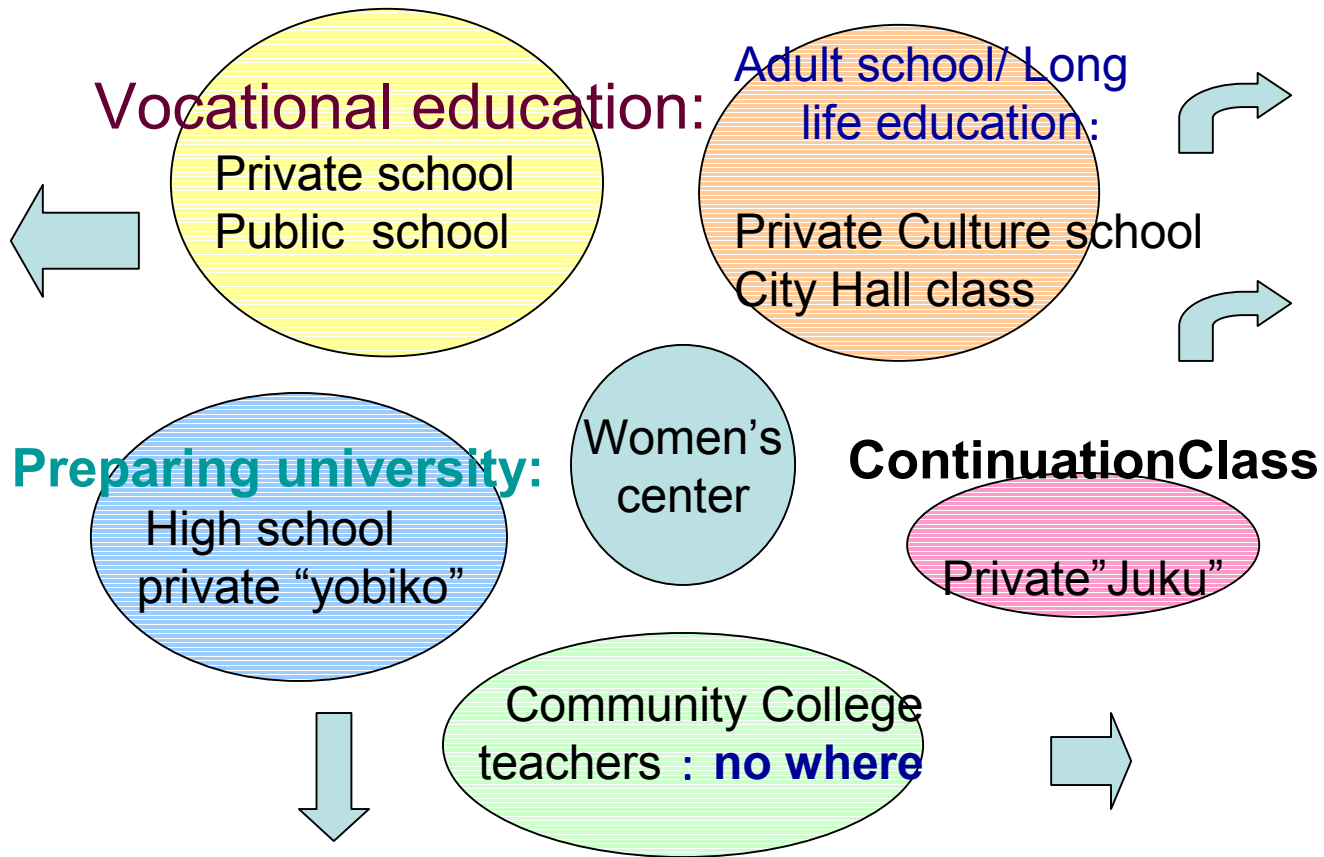 Vocational education:
Private school
Public school
Adult school/ Long
life education：
Private Culture school
City Hall class
Women’s
center
Preparing university:
High school
private “yobiko”
ContinuationClass
Private”Juku”
Community College
teachers：no where